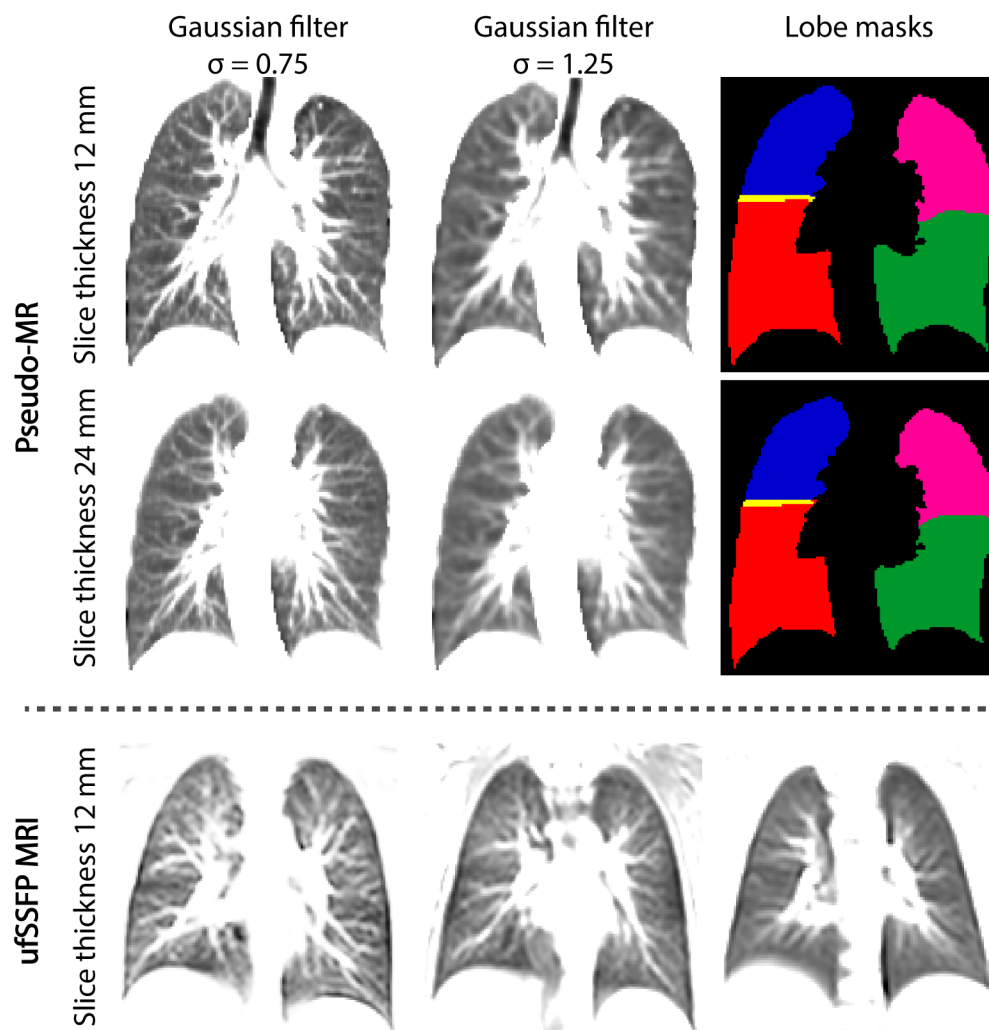 Gaussian filter
σ = 0.75
Gaussian filter
σ = 1.25
Lobe masks
Pseudo-MR
Slice thickness 12 mm
Slice thickness 24 mm
ufSSFP MRI
Slice thickness 12 mm